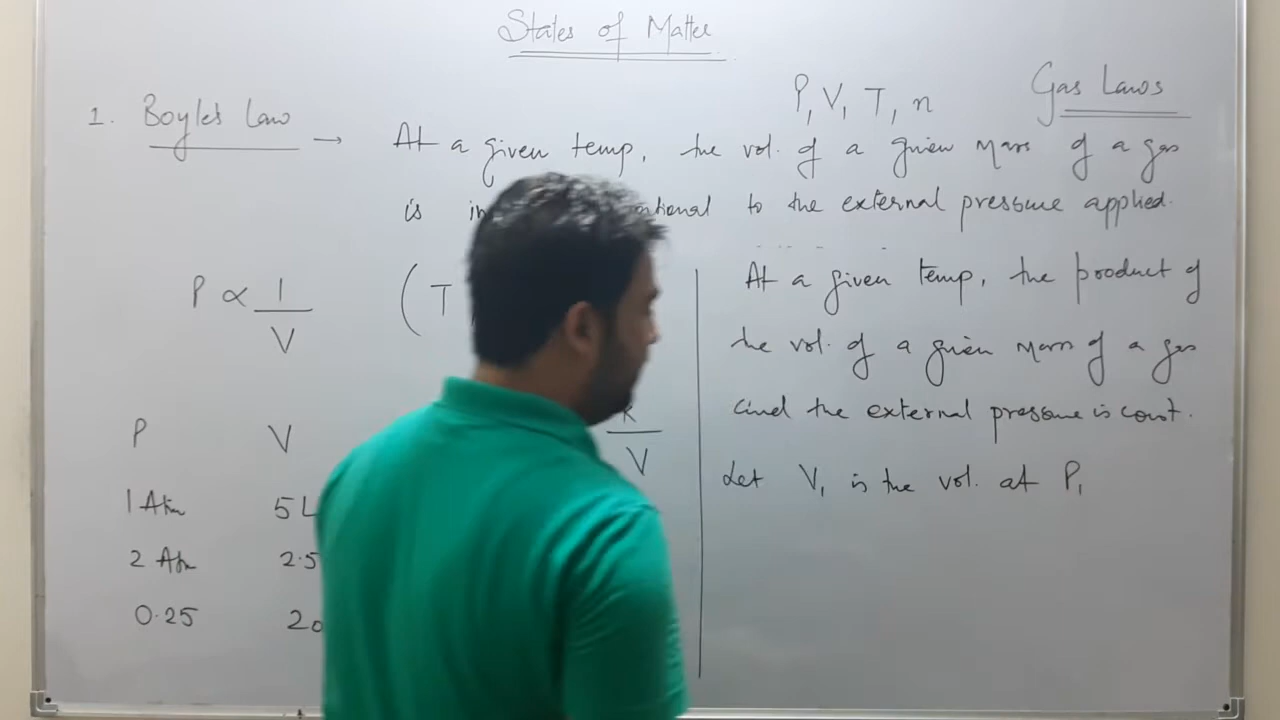 States of Matter
P, V, T, n
Gas Laws
1. Boyle's Law → At a given temp, the vol. of a given mass of a gas
is to the external pressure applied.
P ∝ 1/V
(T
P V
1 Atm 5 L
2 Atm 2.5
0.25 20
K/V
At a given temp, the product of
the vol. of a given mass of a gas
and the external pressure is const.
Let V₁ is the vol. at P₁